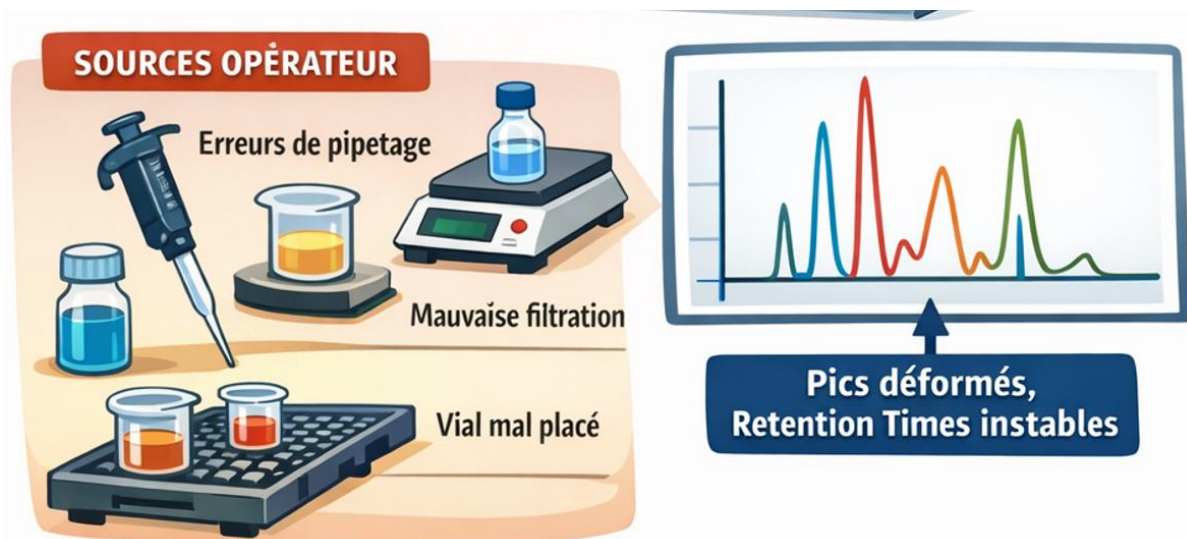 SOURCES OPÉRATEUR
Erreurs de pipetage
Mauvaise filtration
Vial mal placé
Pics déformés,
Retention Times instables